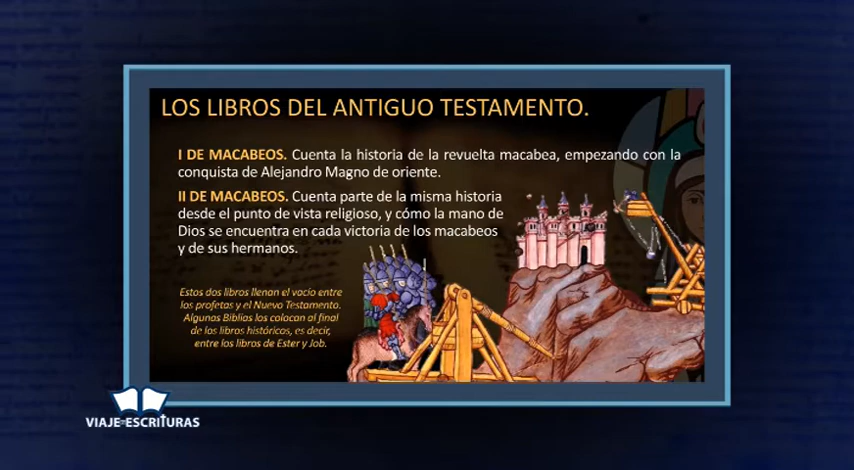 LOS LIBROS DEL ANTIGUO TESTAMENTO.
I DE MACABEOS. Cuenta la historia de la revuelta macabea, empezando con la
conquista de Alejandro Magno de oriente.
II DE MACABEOS. Cuenta parte de la misma historia
desde el punto de vista religioso, y cómo la mano de
Dios se encuentra en cada victoria de los macabeos
y de sus hermanos.
Estos dos libros llenan el vacío entre
los profetas y el Nuevo Testamento.
Algunas Biblias los colocan al final
de los libros históricos, es decir,
entre los libros de Ester y Job.
VIAJE ESCRITURAS